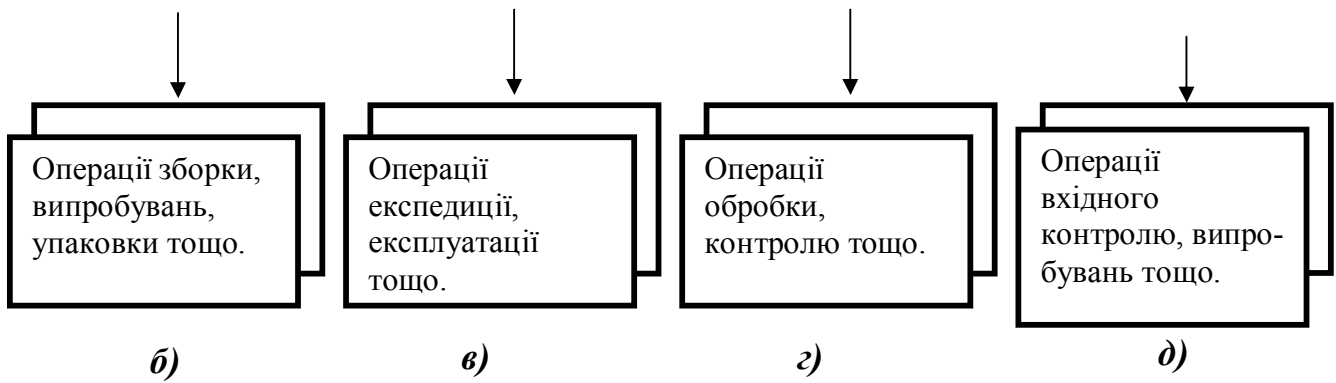 Операції зборки,
випробувань,
упаковки тощо.
Операції
експедиції,
експлуатації
тощо.
Операції
обробки,
контролю тощо.
Операції
вхідного
контролю, випро-
бувань тощо.
б)
в)
г)
д)